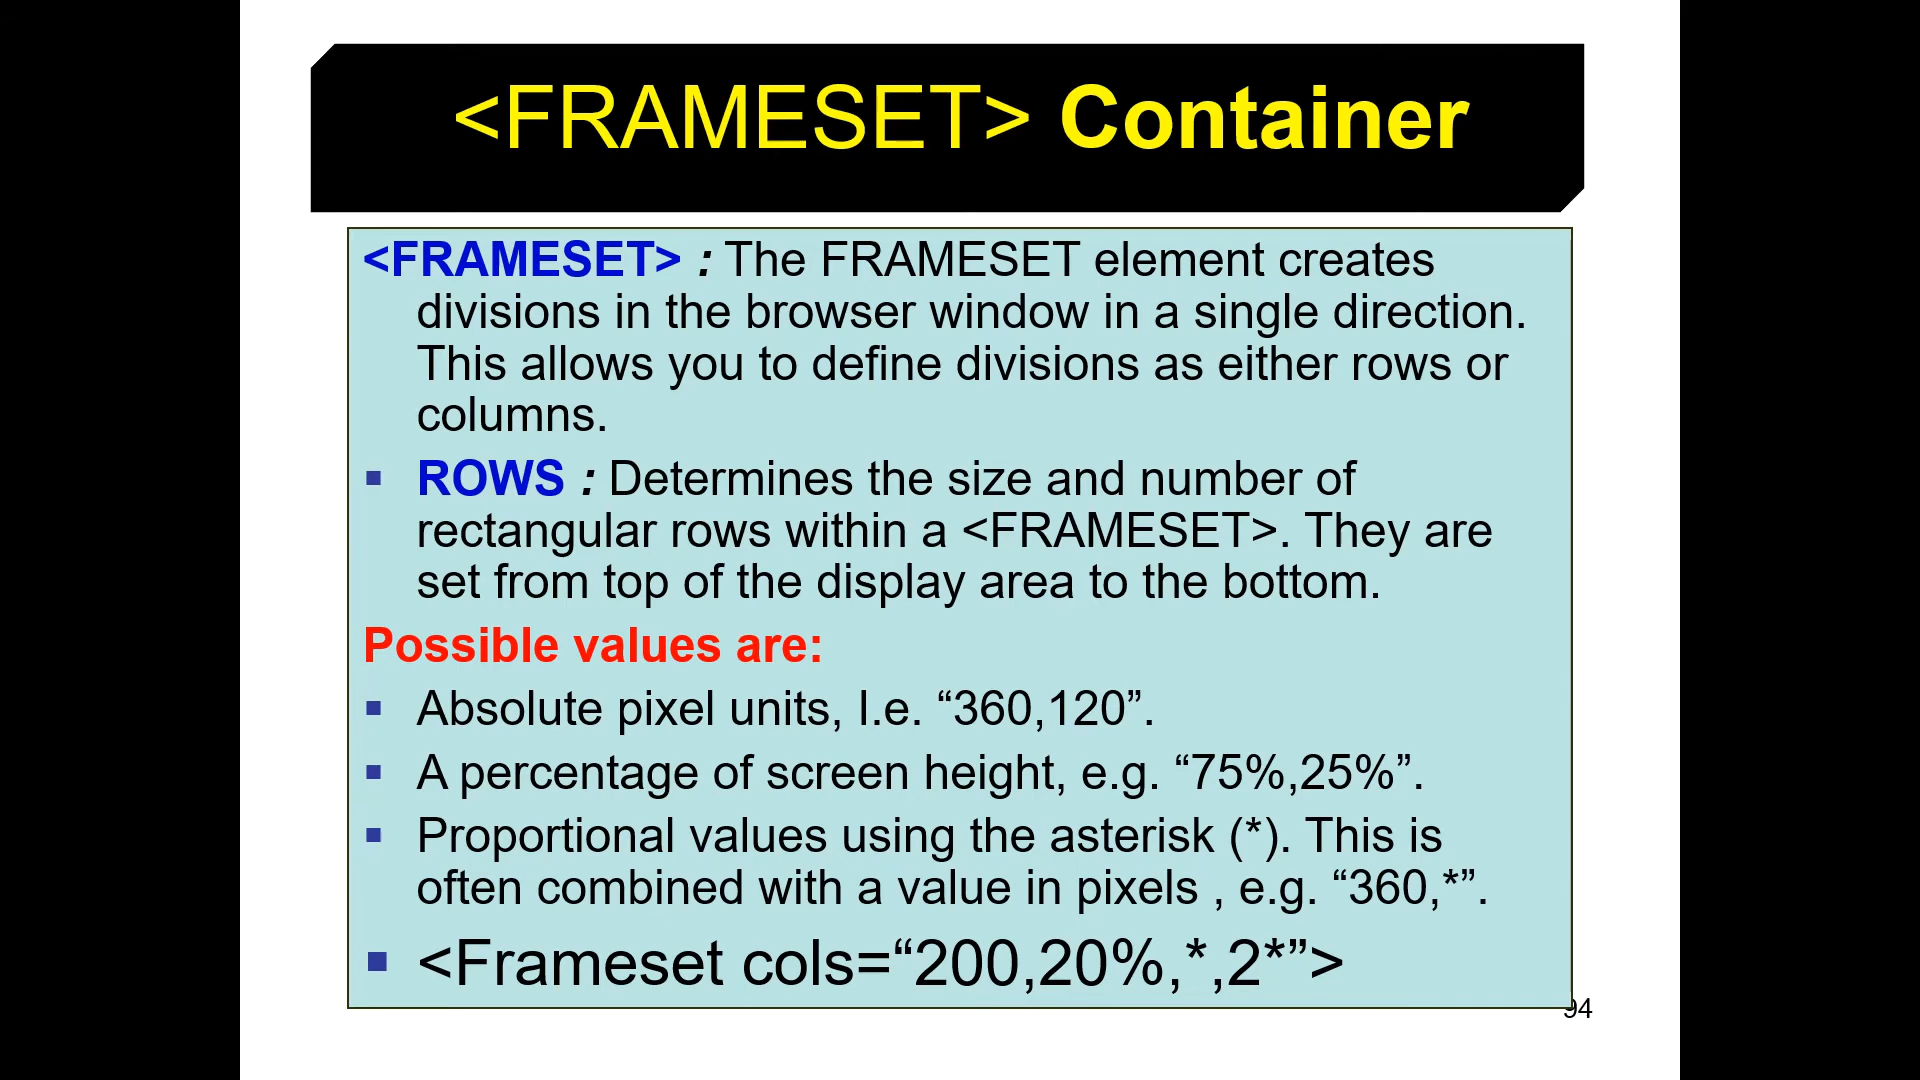 <FRAMESET> Container
<FRAMESET> : The FRAMESET element creates
divisions in the browser window in a single direction.
This allows you to define divisions as either rows or
columns.
▪ ROWS : Determines the size and number of
rectangular rows within a <FRAMESET>. They are
set from top of the display area to the bottom.
Possible values are:
▪ Absolute pixel units, I.e. “360,120”.
▪ A percentage of screen height, e.g. “75%,25%”.
▪ Proportional values using the asterisk (*). This is
often combined with a value in pixels , e.g. “360,*”.
▪ <Frameset cols=“200,20%,*,2*”>
94